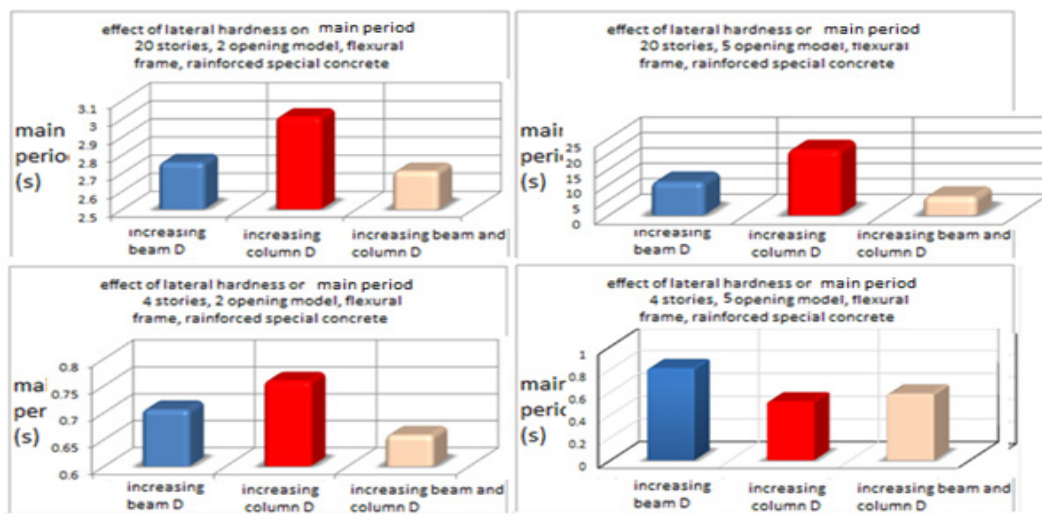 effect of lateral hardness on main period
20 stories, 2 opening model, flexural
frame, rainforced special concrete
main
period
(s)
3.1
3
2.9
2.8
2.7
2.6
2.5
increasing
beam D
increasing
column D
increasing beam and
column D
effect of lateral hardness or main period
20 stories, 5 opening model, flexural
frame, rainforced special concrete
main
peri
(s)
25
20
15
10
5
0
increasing
beam D
increasing
column D
increasing beam and
column D
effect of lateral hardness or main period
4 stories, 2 opening model, flexural
frame, rainforced special concrete
mai
per
(s)
0.8
0.75
0.7
0.65
0.6
increasing
beam D
increasing
column D
increasing beam and
column D
effect of lateral hardness or main period
4 stories, 5 opening model, flexural
frame, rainforced special concrete
main
peric
(s)
1
0.8
0.6
0.4
0.2
0
increasing
beam D
increasing
column D
increasing beam and
column D